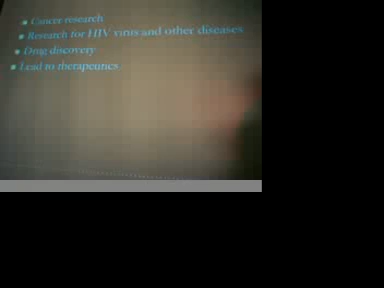 Cancer research
Research for HIV virus and other diseases
Drug discovery
Lead to therapeutics